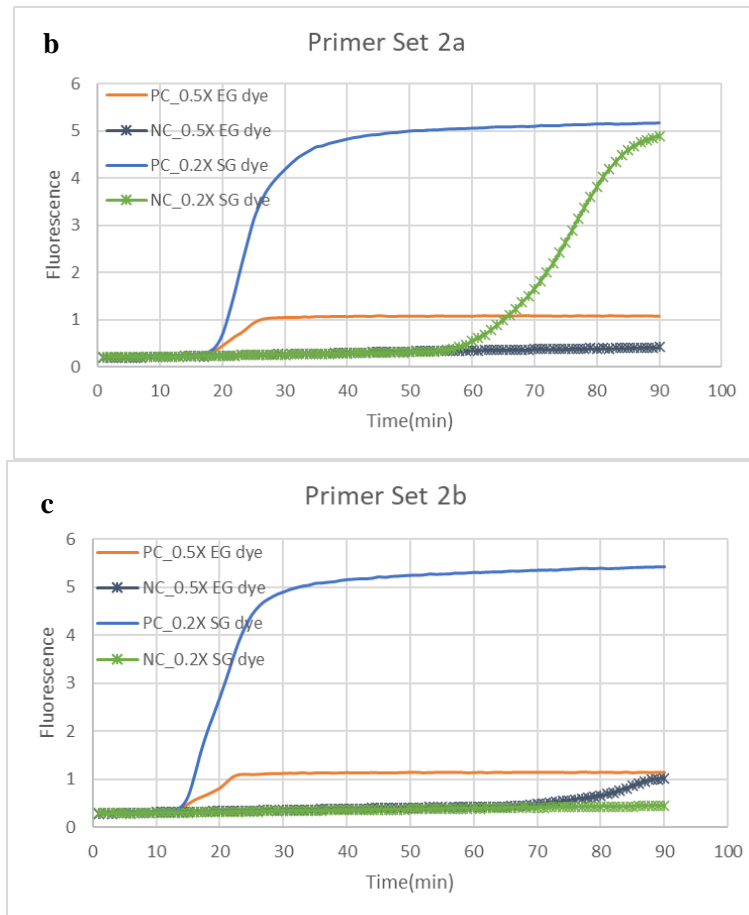 b
Primer Set 2a
6
5
4
3
2
1
0
Fluorescence
PC_0.5X EG dye
NC_0.5X EG dye
PC_0.2X SG dye
NC_0.2X SG dye
0 10 20 30 40 50 60 70 80 90 100
Time(min)
c
Primer Set 2b
6
5
4
3
2
1
0
Fluorescence
PC_0.5X EG dye
NC_0.5X EG dye
PC_0.2X SG dye
NC_0.2X SG dye
0 10 20 30 40 50 60 70 80 90 100
Time(min)